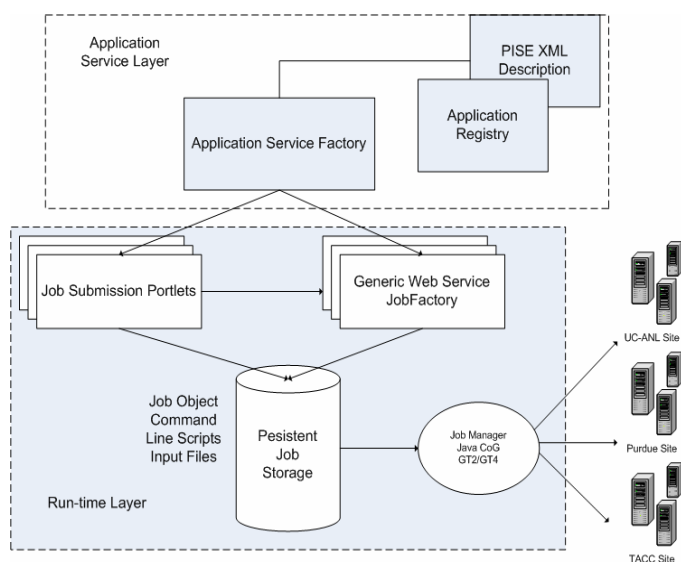 Application
Service Layer
PISE XML
Description
Application
Registry
Application Service Factory
Job Submission Portlets
Generic Web Service
JobFactory
UC-ANL Site
Job Object
Command
Line Scripts
Input Files
Pesistent
Job
Storage
Job Manager
Java CoG
GT2/GT4
Purdue Site
Run-time Layer
TACC Site